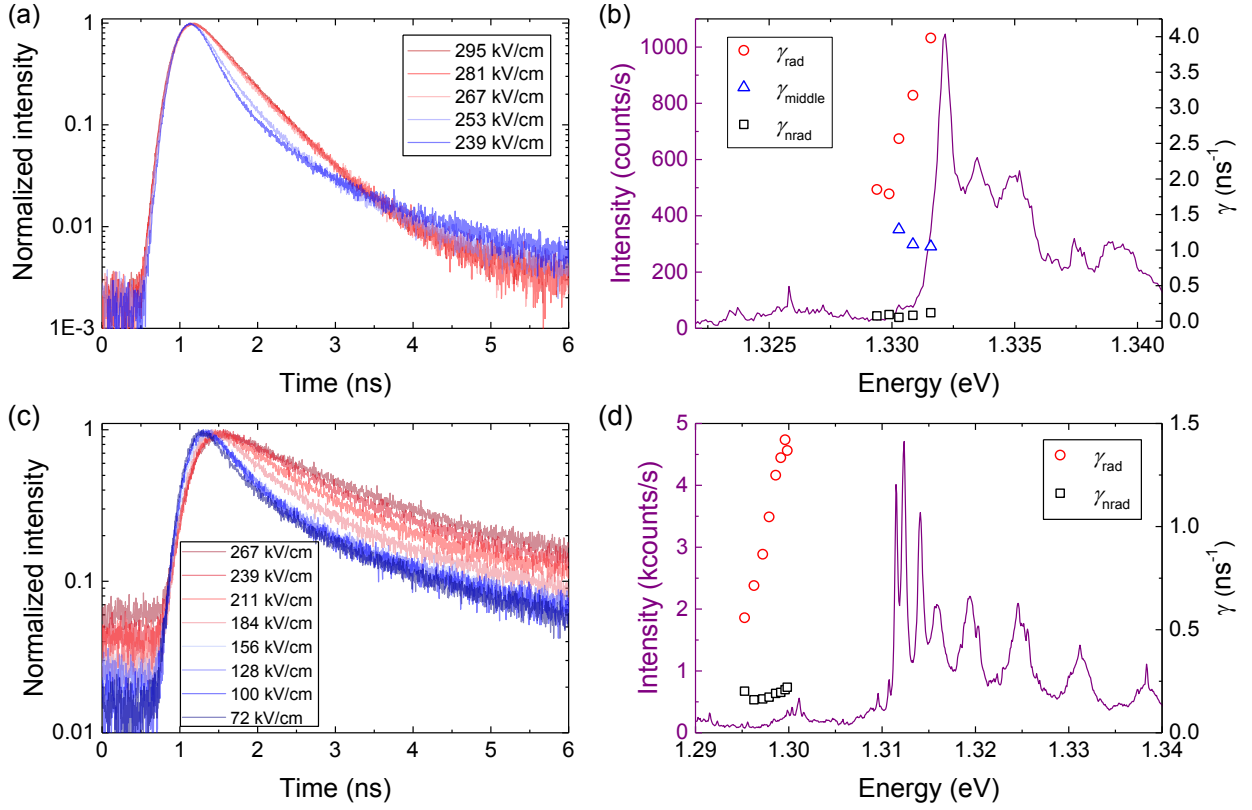 (a)
Normalized intensity
1
0.1
0.01
1E-3
0 1 2 3 4 5 6
Time (ns)
295 kV/cm
281 kV/cm
267 kV/cm
253 kV/cm
239 kV/cm
(b)
Intensity (counts/s)
1000
800
600
400
200
0
1.325 1.330 1.335 1.340
Energy (eV)
γrad
γmiddle
γnrad
4.0
3.5
3.0
2.5
2.0
1.5
1.0
0.5
0.0
γ (ns⁻¹)
(c)
Normalized intensity
1
0.1
0.01
0 1 2 3 4 5 6
Time (ns)
267 kV/cm
239 kV/cm
211 kV/cm
184 kV/cm
156 kV/cm
128 kV/cm
100 kV/cm
72 kV/cm
(d)
Intensity (kcounts/s)
5
4
3
2
1
0
1.29 1.30 1.31 1.32 1.33 1.34
Energy (eV)
γrad
γnrad
1.5
1.0
0.5
0.0
γ (ns⁻¹)